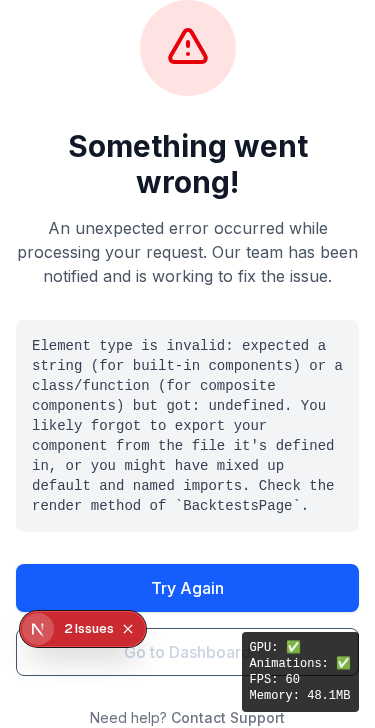 Something went
wrong!
An unexpected error occurred while
processing your request. Our team has been
notified and is working to fix the issue.
Element type is invalid: expected a
string (for built-in components) or a
class/function (for composite
components) but got: undefined. You
likely forgot to export your
component from the file it's defined
in, or you might have mixed up
default and named imports. Check the
render method of `BacktestsPage`.
Try Again
N 2 Issues
Go to Dashboar
GPU: ✅
Animations: ✅
FPS: 60
Memory: 48.1MB
Need help? Contact Support